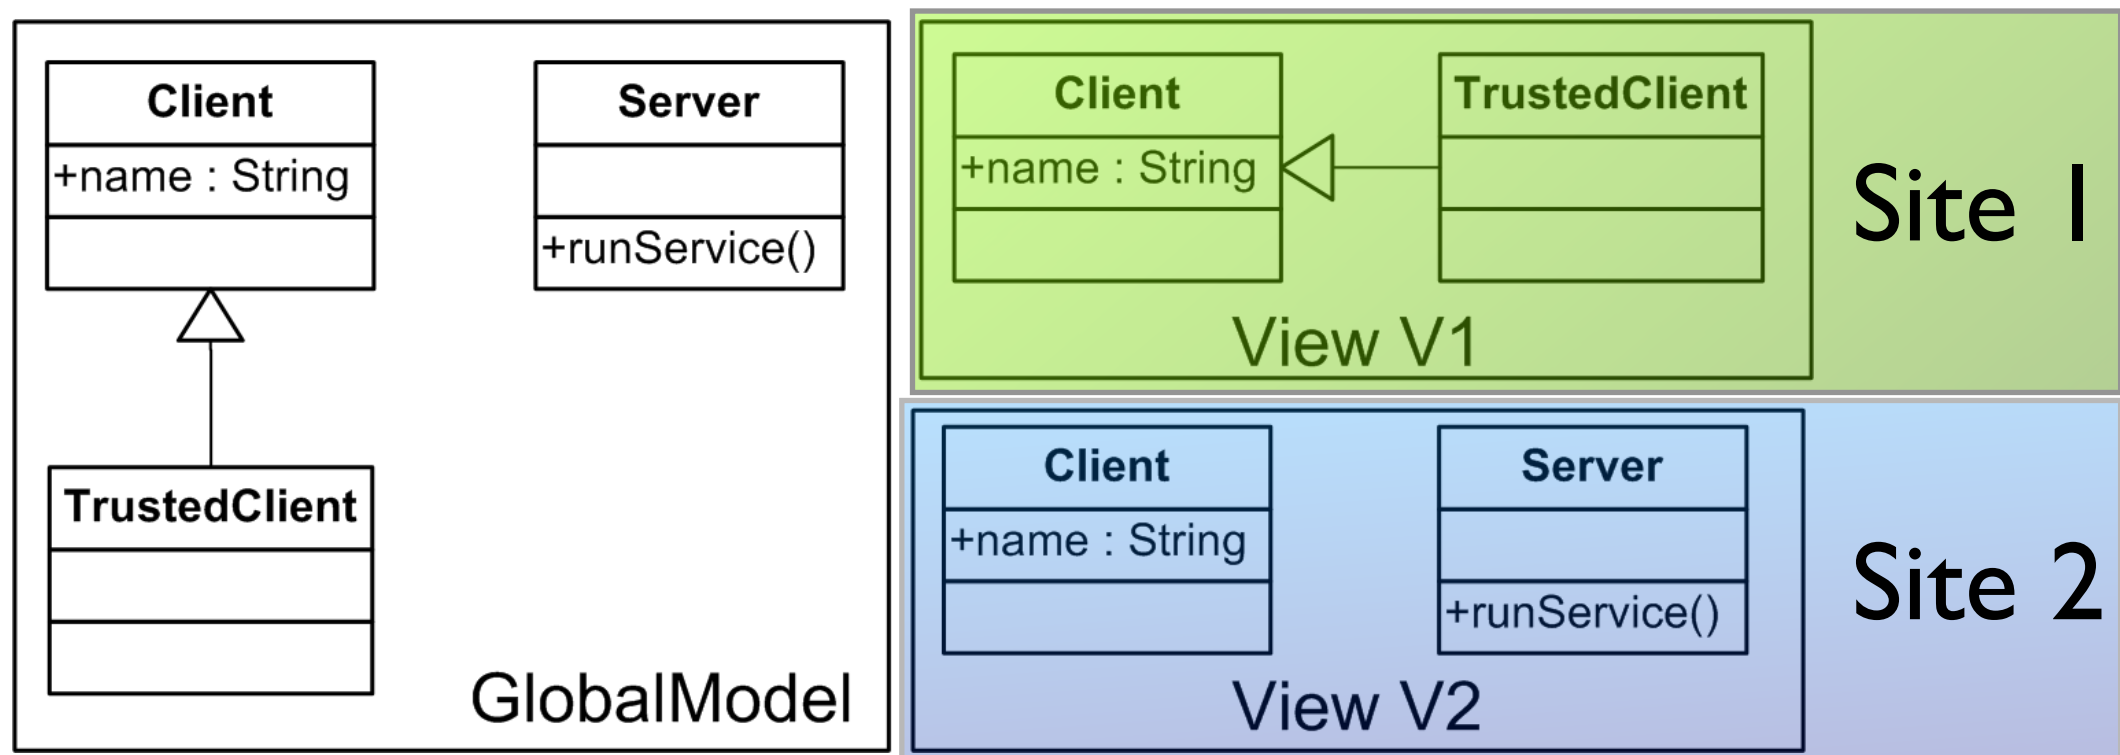 Client
+name : String
Server
+runService()
TrustedClient
GlobalModel
Client
+name : String
TrustedClient
View V1
Site 1
Client
+name : String
Server
+runService()
View V2
Site 2